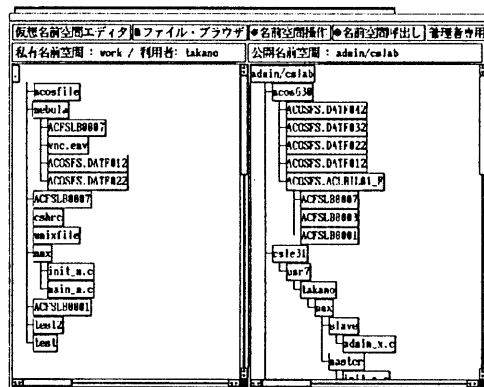 仮想名前空間エディタ ■ファイル・ブラウザ ●名前空間操作 ●名前空間呼出し 管理者専用
私有名前空間 : work / 利用者: takano
公開名前空間 : admin/cslab
.
acosfile
nebula
ACFSLB0007
vnc.env
ACOSFS.DATF012
ACOSFS.DATF022
ACFSLB0007
cshrc
unixfile
max
init_m.c
main_m.c
ACFSLB0001
test2
test
admin/cslab
acos630
ACOSFS.DATF042
ACOSFS.DATF032
ACOSFS.DATF022
ACOSFS.DATF012
ACFSLB0007
ACFSLB0003
ACFSLB0001
csle31
usr7
takano
max
slave
admin_x.c
master